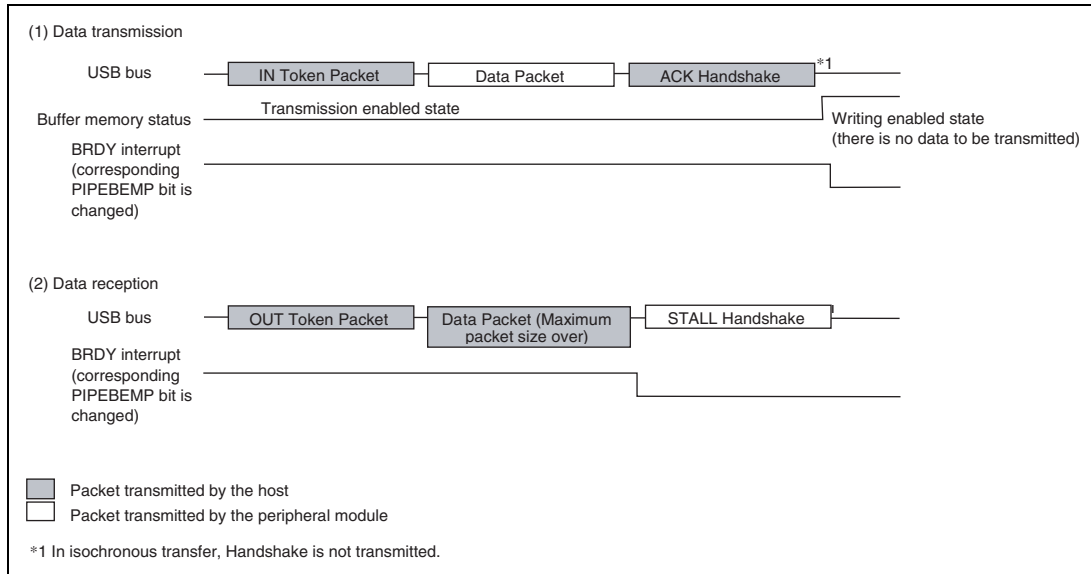 (1) Data transmission
USB bus
IN Token Packet
Data Packet
ACK Handshake
*1
Buffer memory status
Transmission enabled state
Writing enabled state
(there is no data to be transmitted)
BRDY interrupt
(corresponding
PIPEBEMP bit is
changed)
(2) Data reception
USB bus
OUT Token Packet
Data Packet (Maximum
packet size over)
STALL Handshake
BRDY interrupt
(corresponding
PIPEBEMP bit is
changed)
Packet transmitted by the host
Packet transmitted by the peripheral module
*1 In isochronous transfer, Handshake is not transmitted.